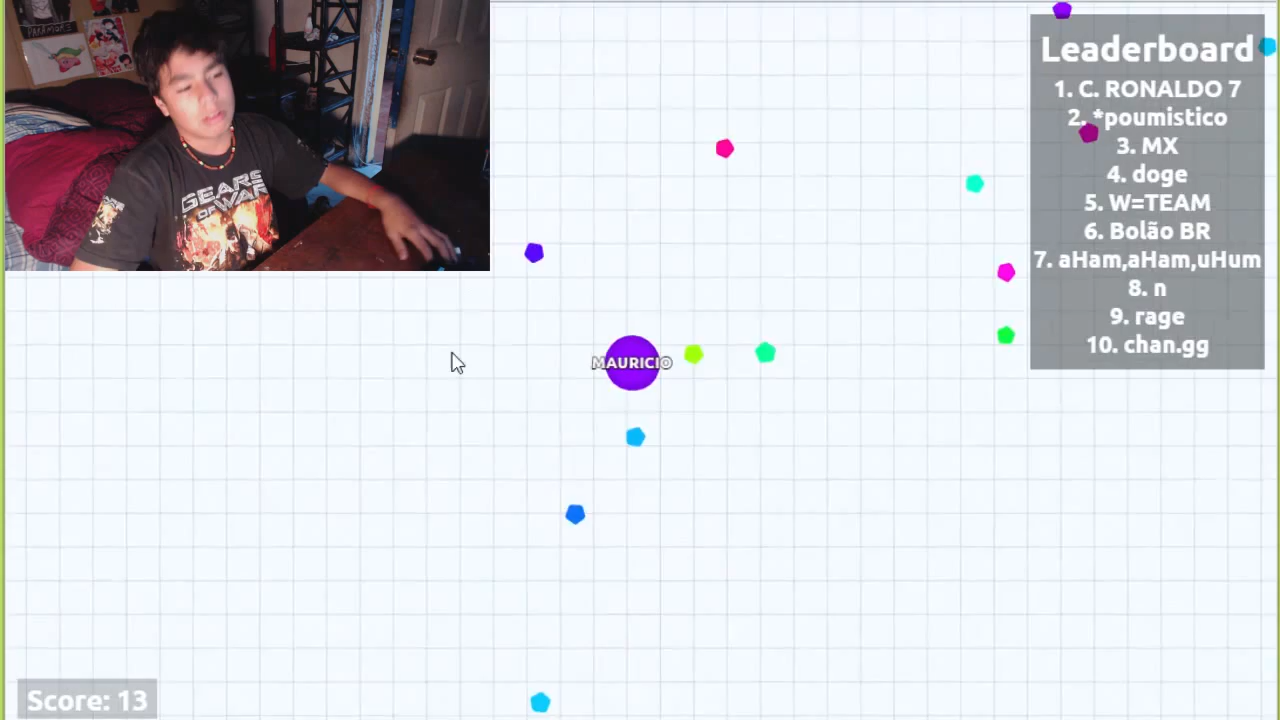 PARAMORE
GEARS
OF WAR
Leaderboard
1. C. RONALDO 7
2. *poumistico
3. MX
4. doge
5. W=TEAM
6. Bolão BR
7. aHam,aHam,uHum
8. n
9. rage
10. chan.gg
MAURICIO
Score: 13